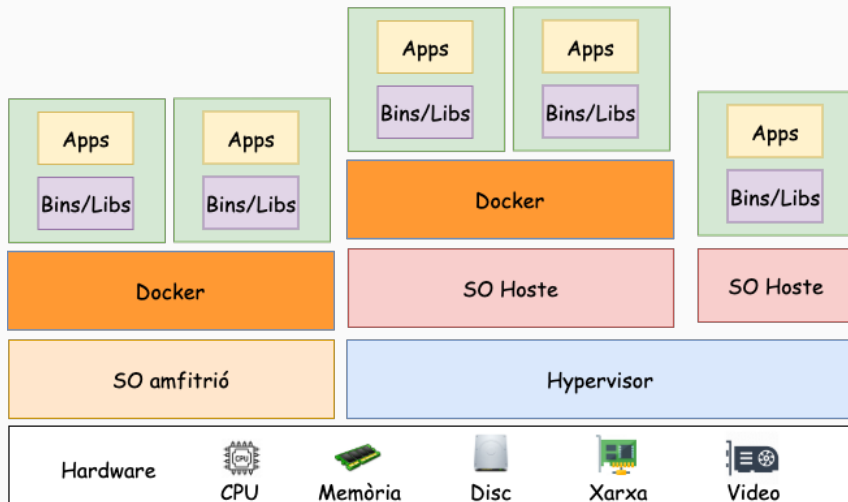 Apps
Apps
Bins/Libs
Bins/Libs
Docker
SO amfitrió
Apps
Apps
Bins/Libs
Bins/Libs
Docker
SO Hoste
Apps
Bins/Libs
SO Hoste
Hypervisor
Hardware
CPU
CPU
Memòria
Disc
Xarxa
Video